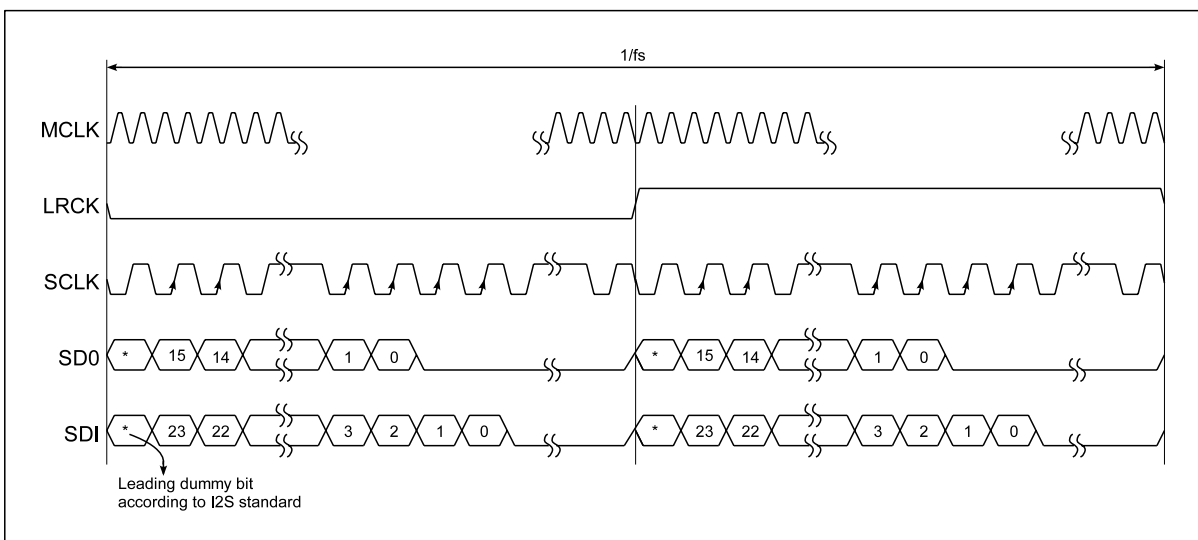 1/fs
MCLK
LRCK
SCLK
SD0 * 15 14 1 0 * 15 14 1 0
SDI * 23 22 3 2 1 0 * 23 22 3 2 1 0
Leading dummy bit
according to I2S standard